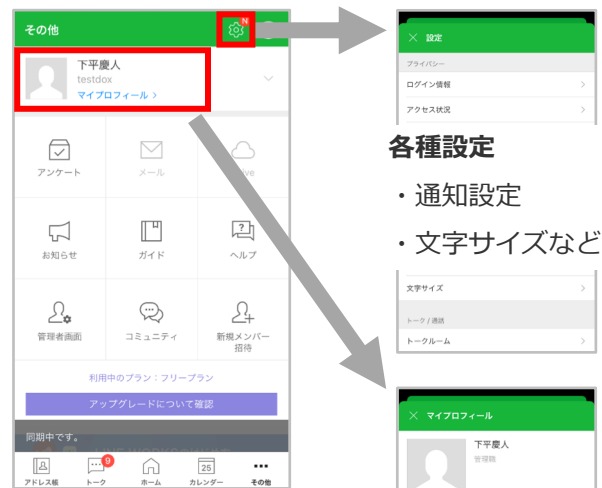 その他
N
下平慶人
testdox
マイプロフィール >
アンケート
メール
ive
お知らせ
ガイド
ヘルプ
管理者画面
コミュニティ
新規メンバー
招待
利用中のプラン：フリープラン
アップグレードについて確認
同期中です。
アドレス帳
9
トーク
ホーム
25
カレンダー
その他
設定
プライバシー
ログイン情報
アクセス状況
各種設定
・通知設定
・文字サイズなど
文字サイズ
トーク / 通話
トークルーム
マイプロフィール
下平慶人
管理職